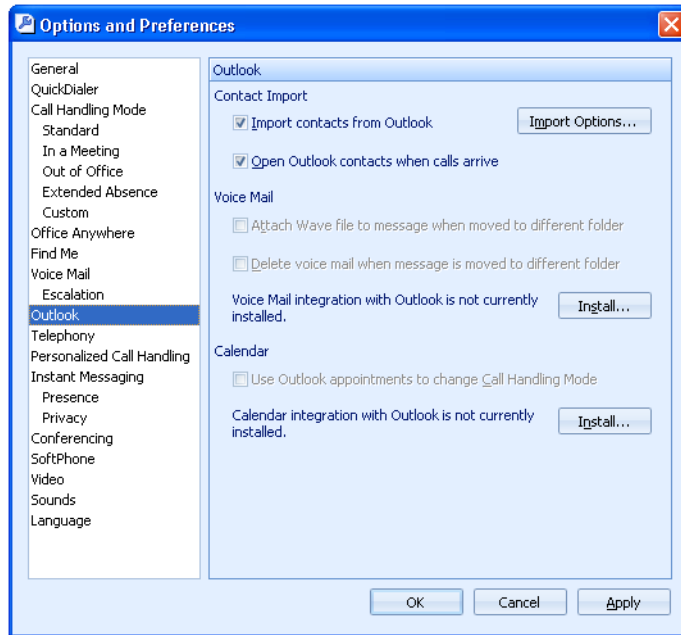 Options and Preferences
General
QuickDialer
Call Handling Mode
Standard
In a Meeting
Out of Office
Extended Absence
Custom
Office Anywhere
Find Me
Voice Mail
Escalation
Outlook
Telephony
Personalized Call Handling
Instant Messaging
Presence
Privacy
Conferencing
SoftPhone
Video
Sounds
Language
Outlook
Contact Import
Import contacts from Outlook
Import Options...
Open Outlook contacts when calls arrive
Voice Mail
Attach Wave file to message when moved to different folder
Delete voice mail when message is moved to different folder
Voice Mail integration with Outlook is not currently
installed.
Install...
Calendar
Use Outlook appointments to change Call Handling Mode
Calendar integration with Outlook is not currently
installed.
Install...
OK
Cancel
Apply